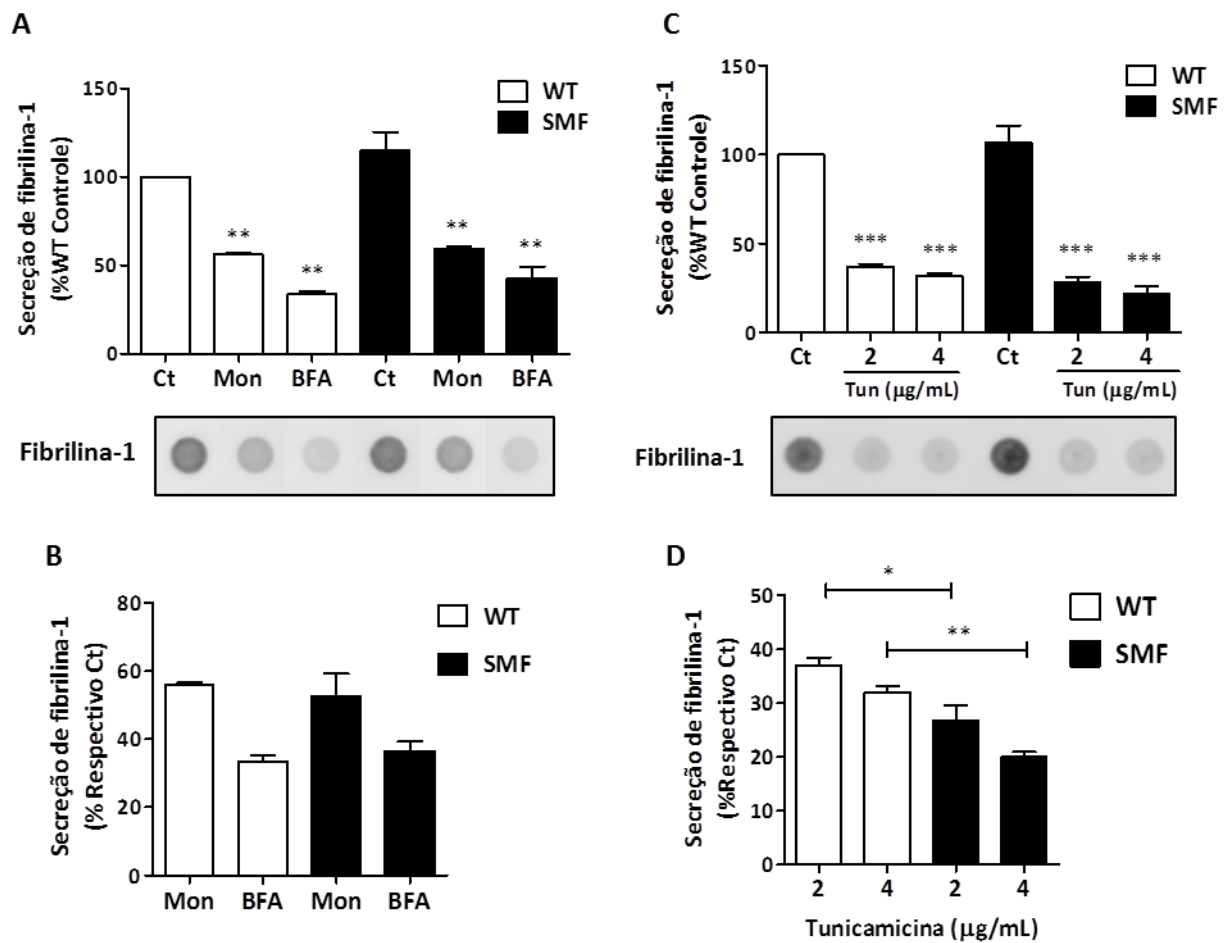 A
Secreção de fibrilina-1
(%WT Controle)
150
100
50
0
WT
SMF
**
**
**
**
Ct Mon BFA Ct Mon BFA
Fibrilina-1
B
Secreção de fibrilina-1
(% Respectivo Ct)
80
60
40
20
0
WT
SMF
Mon BFA Mon BFA
C
Secreção de fibrilina-1
(%WT Controle)
150
100
50
0
WT
SMF
***
***
***
***
Ct 2 4 Ct 2 4
Tun (µg/mL) Tun (µg/mL)
Fibrilina-1
D
Secreção de fibrilina-1
(%Respectivo Ct)
50
40
30
20
10
0
*
**
WT
SMF
2 4 2 4
Tunicamicina (µg/mL)